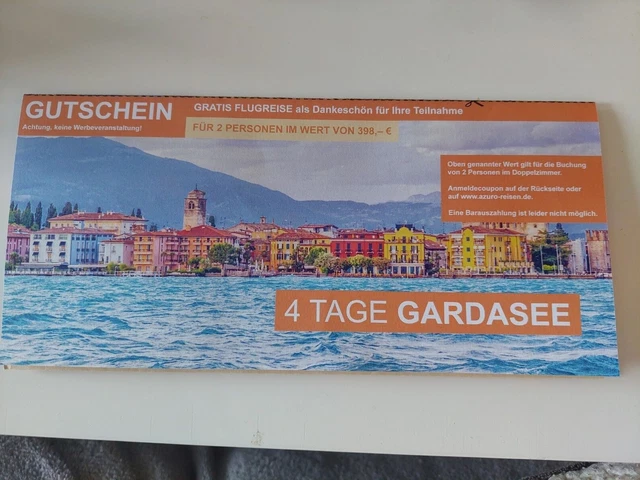 GUTSCHEIN
GRATIS FLUGREISE als Dankeschön für Ihre Teilnahme
Achtung, keine Werbeveranstaltung!
FÜR 2 PERSONEN IM WERT VON 398,– €
Oben genannter Wert gilt für die Buchung
von 2 Personen im Doppelzimmer.
Anmeldecoupon auf der Rückseite oder
auf www.azuro-reisen.de.
Eine Barauszahlung ist leider nicht möglich.
4 TAGE GARDASEE